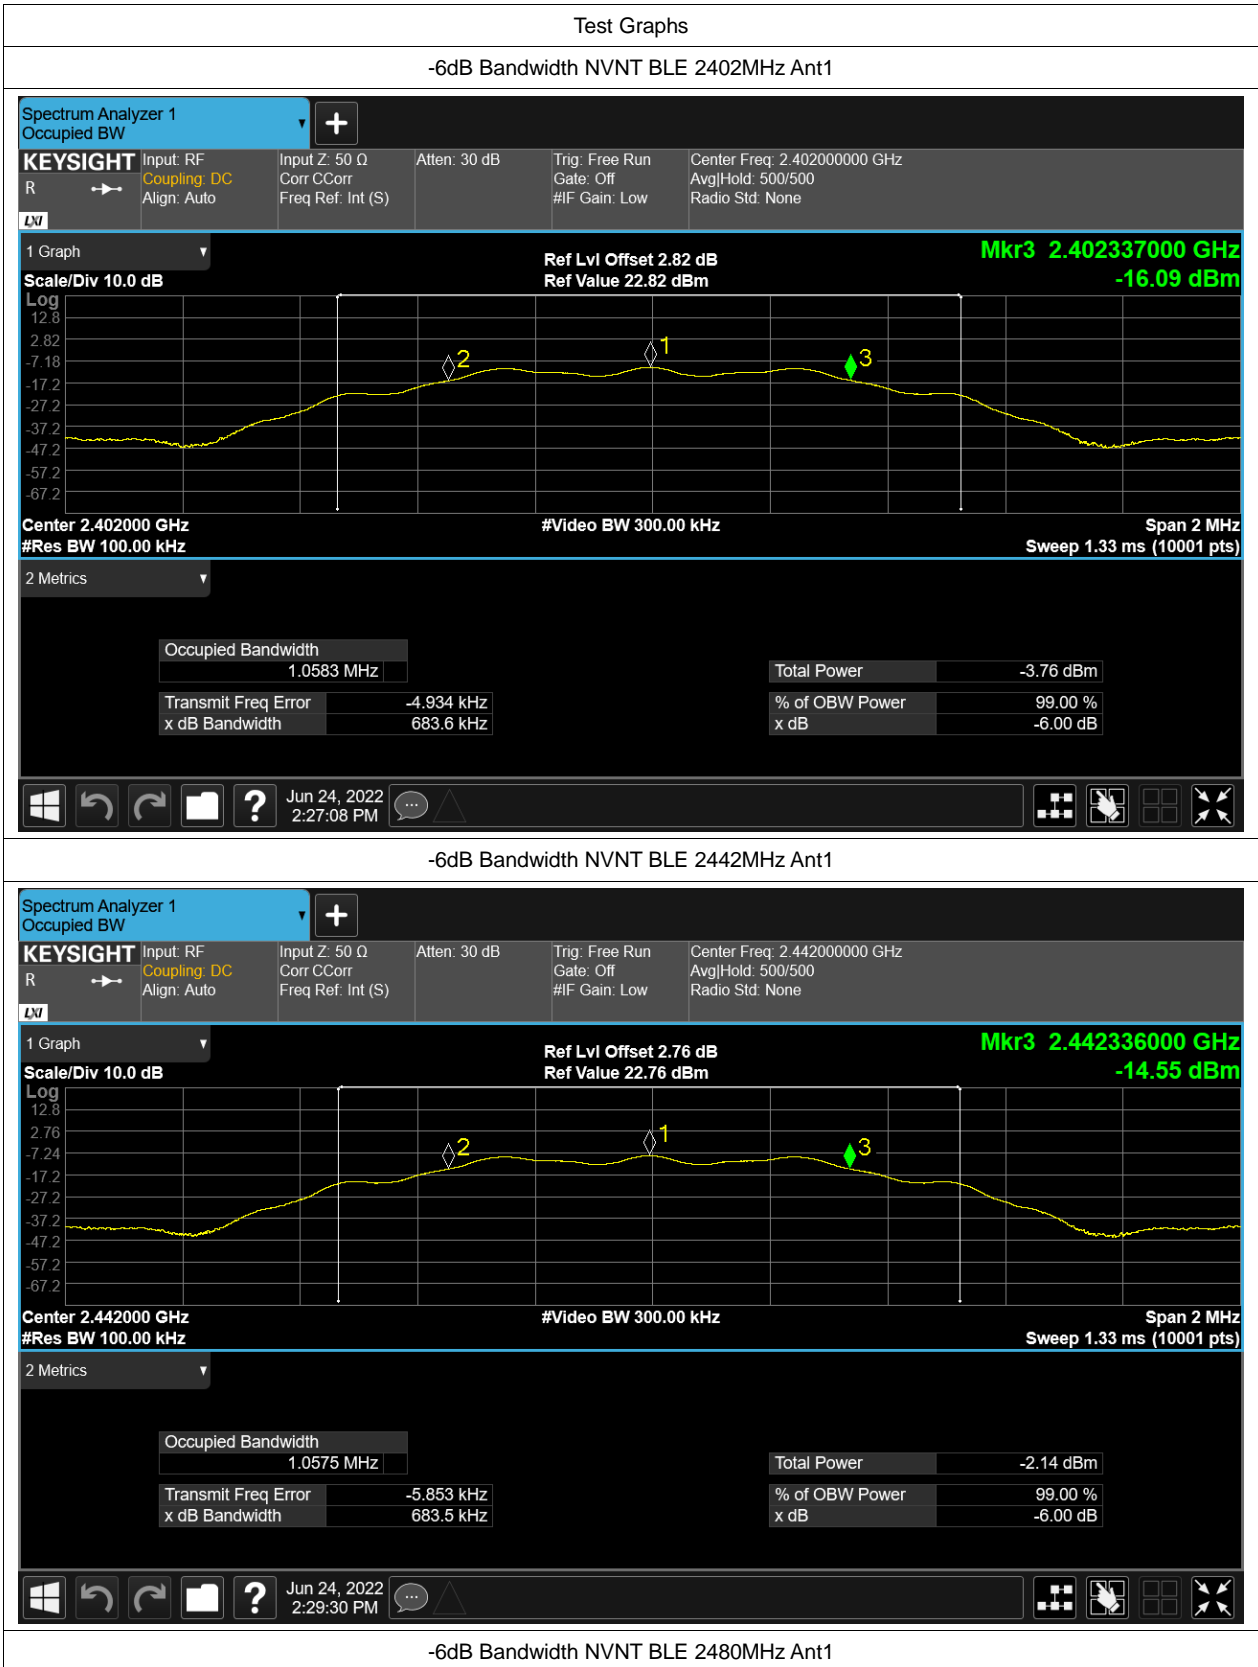 Test Graphs
-6dB Bandwidth NVNT BLE 2402MHz Ant1
Spectrum Analyzer 1
Occupied BW
KEYSIGHT Input: RF Input Z: 50 Ω Atten: 30 dB Trig: Free Run Center Freq: 2.402000000 GHz
R Coupling: DC Corr CCorr Gate: Off Avg|Hold: 500/500
Align: Auto Freq Ref: Int (S) #IF Gain: Low Radio Std: None
LXI
1 Graph Ref Lvl Offset 2.82 dB Mkr3 2.402337000 GHz
Scale/Div 10.0 dB Ref Value 22.82 dBm -16.09 dBm
Log
12.8
2.82
-7.18
-17.2
-27.2
-37.2
-47.2
-57.2
-67.2
2 1 3
Center 2.402000 GHz #Video BW 300.00 kHz Span 2 MHz
#Res BW 100.00 kHz Sweep 1.33 ms (10001 pts)
2 Metrics
Occupied Bandwidth
1.0583 MHz Total Power -3.76 dBm
Transmit Freq Error -4.934 kHz % of OBW Power 99.00 %
x dB Bandwidth 683.6 kHz x dB -6.00 dB
Jun 24, 2022
2:27:08 PM
-6dB Bandwidth NVNT BLE 2442MHz Ant1
Spectrum Analyzer 1
Occupied BW
KEYSIGHT Input: RF Input Z: 50 Ω Atten: 30 dB Trig: Free Run Center Freq: 2.442000000 GHz
R Coupling: DC Corr CCorr Gate: Off Avg|Hold: 500/500
Align: Auto Freq Ref: Int (S) #IF Gain: Low Radio Std: None
LXI
1 Graph Ref Lvl Offset 2.76 dB Mkr3 2.442336000 GHz
Scale/Div 10.0 dB Ref Value 22.76 dBm -14.55 dBm
Log
12.8
2.76
-7.24
-17.2
-27.2
-37.2
-47.2
-57.2
-67.2
2 1 3
Center 2.442000 GHz #Video BW 300.00 kHz Span 2 MHz
#Res BW 100.00 kHz Sweep 1.33 ms (10001 pts)
2 Metrics
Occupied Bandwidth
1.0575 MHz Total Power -2.14 dBm
Transmit Freq Error -5.853 kHz % of OBW Power 99.00 %
x dB Bandwidth 683.5 kHz x dB -6.00 dB
Jun 24, 2022
2:29:30 PM
-6dB Bandwidth NVNT BLE 2480MHz Ant1